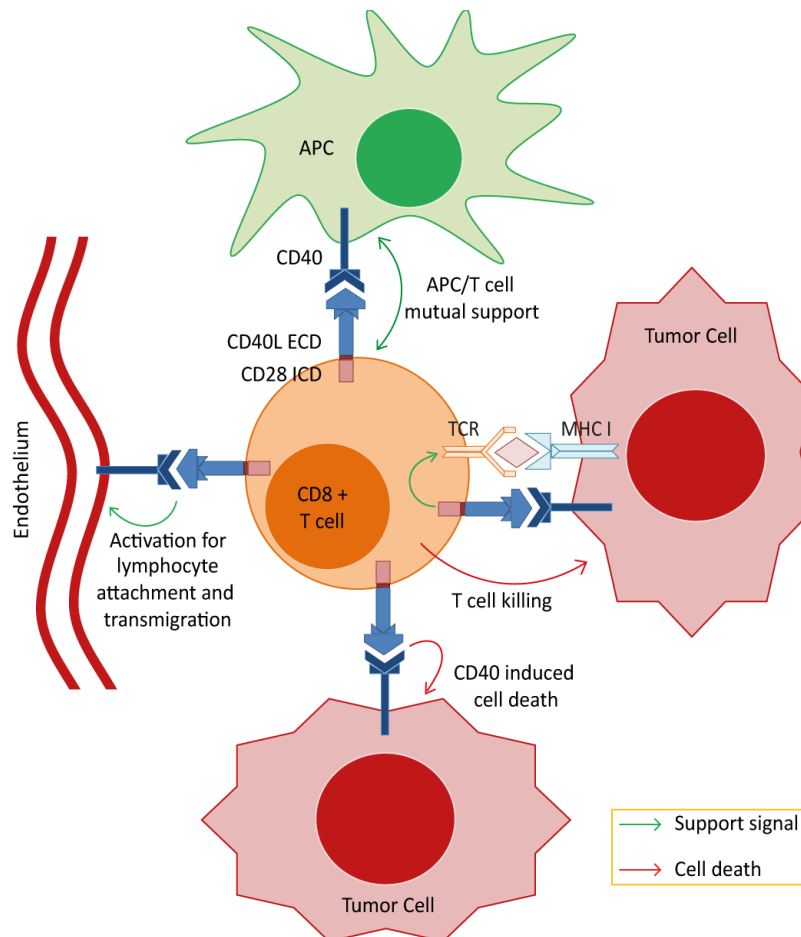 APC
CD40
APC/T cell
mutual support
CD40L ECD
CD28 ICD
Tumor Cell
TCR
MHC I
Endothelium
CD8 +
T cell
Activation for
lymphocyte
attachment and
transmigration
T cell killing
CD40 induced
cell death
Tumor Cell
Support signal
Cell death